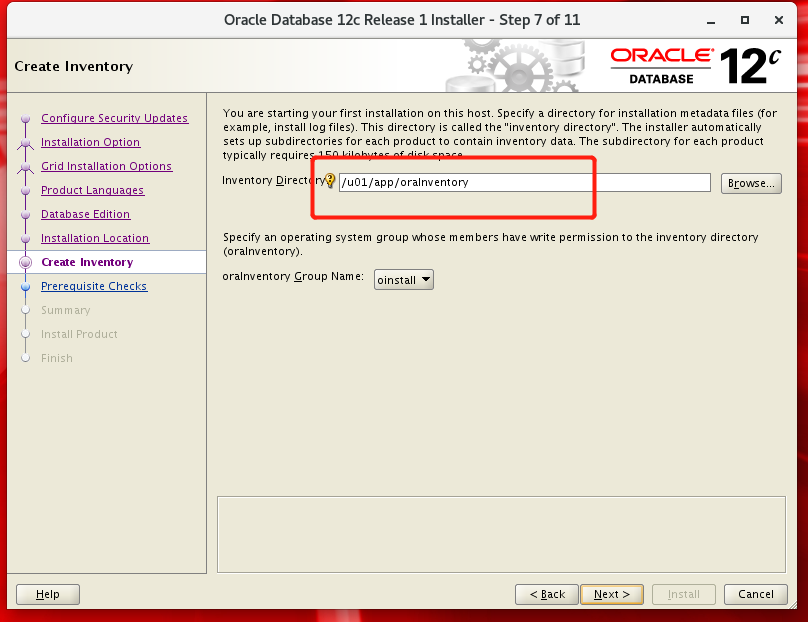 Oracle Database 12c Release 1 Installer - Step 7 of 11
Create Inventory
ORACLE
DATABASE
12c
Configure Security Updates
Installation Option
Grid Installation Options
Product Languages
Database Edition
Installation Location
Create Inventory
Prerequisite Checks
Summary
Install Product
Finish
You are starting your first installation on this host. Specify a directory for installation metadata files (for
example, install log files). This directory is called the "inventory directory". The installer automatically
sets up subdirectories for each product to contain inventory data. The subdirectory for each product
typically requires 150 kilobytes of disk space.
Inventory Directory
/u01/app/oraInventory
Browse...
Specify an operating system group whose members have write permission to the inventory directory
(oraInventory).
oraInventory Group Name:
oinstall
Help
< Back
Next >
Install
Cancel